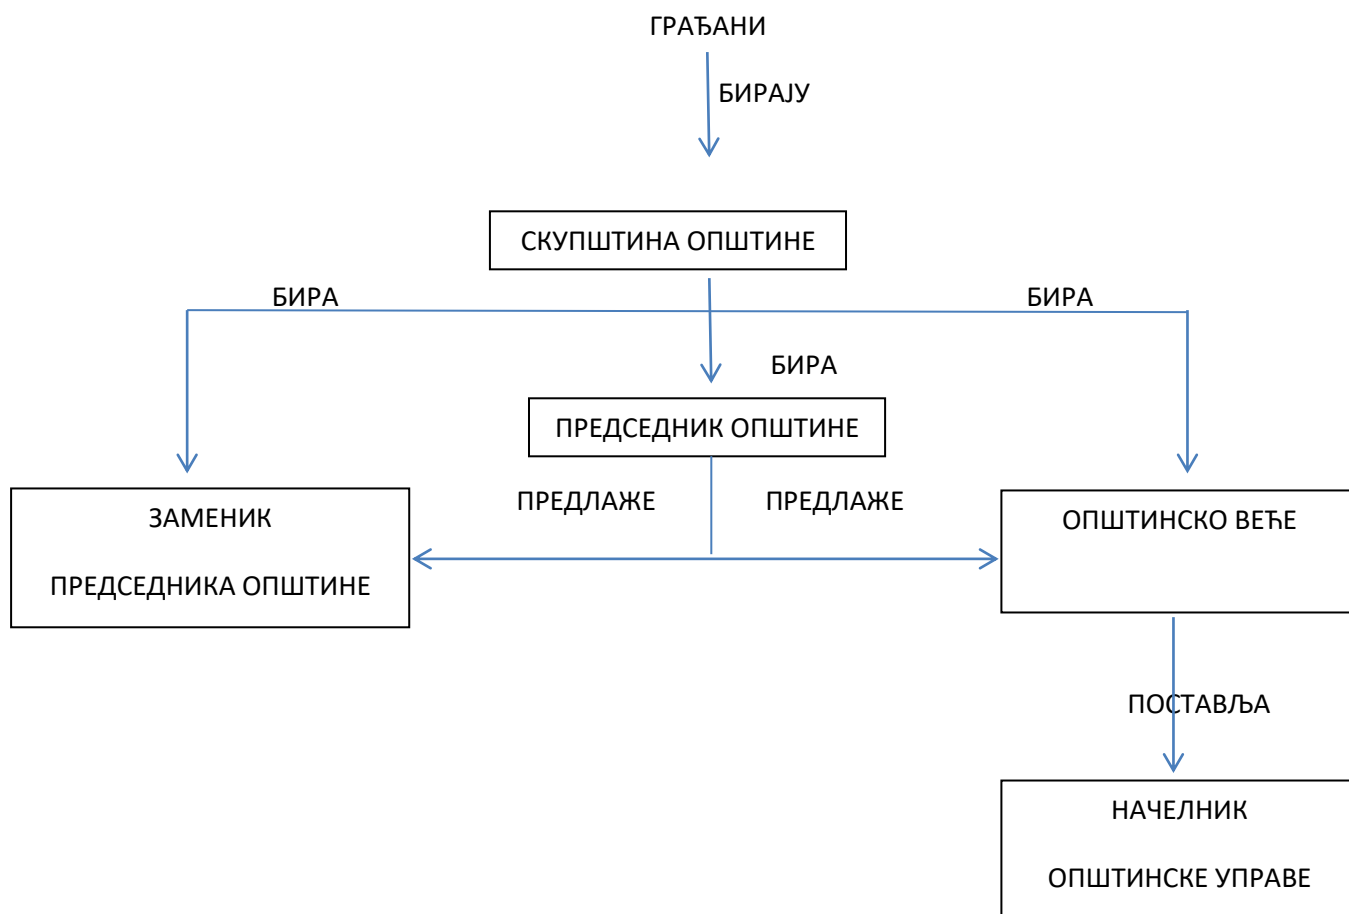 ГРАЂАНИ
БИРАЈУ
СКУПШТИНА ОПШТИНЕ
БИРА
БИРА
БИРА
ПРЕДСЕДНИК ОПШТИНЕ
ПРЕДЛАЖЕ
ПРЕДЛАЖЕ
ЗАМЕНИК
ПРЕДСЕДНИКА ОПШТИНЕ
ОПШТИНСКО ВЕЋЕ
ПОСТАВЉА
НАЧЕЛНИК
ОПШТИНСКЕ УПРАВЕ